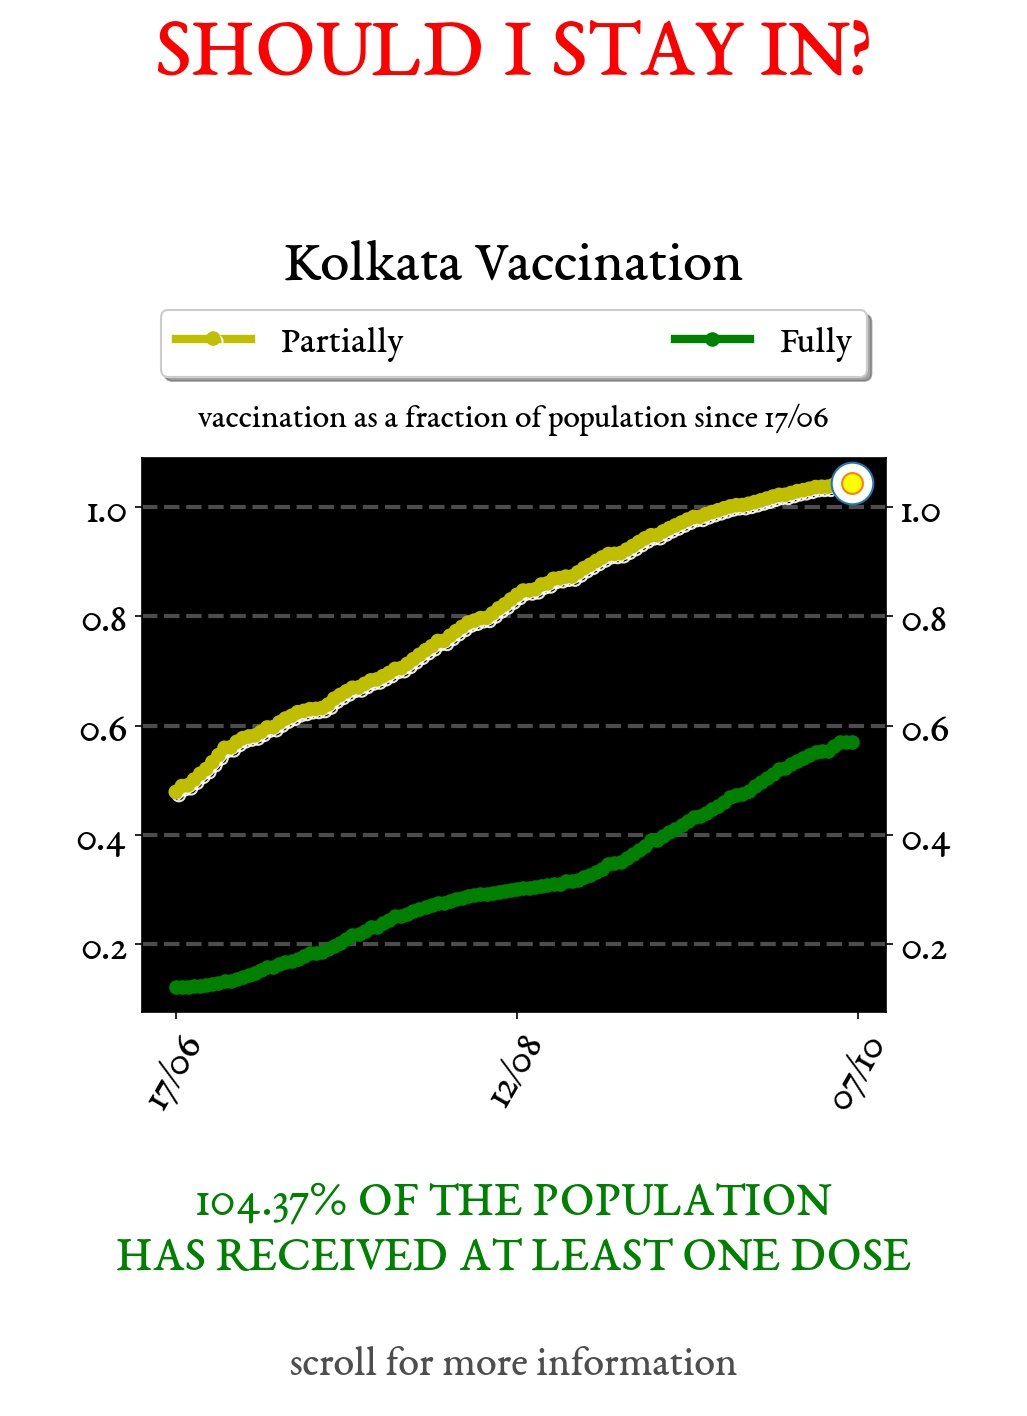 SHOULD I STAY IN?
Kolkata Vaccination
Partially Fully
vaccination as a fraction of population since 17/06
1.0 1.0
0.8 0.8
0.6 0.6
0.4 0.4
0.2 0.2
17/06 12/08 07/10
104.37% OF THE POPULATION
HAS RECEIVED AT LEAST ONE DOSE
scroll for more information